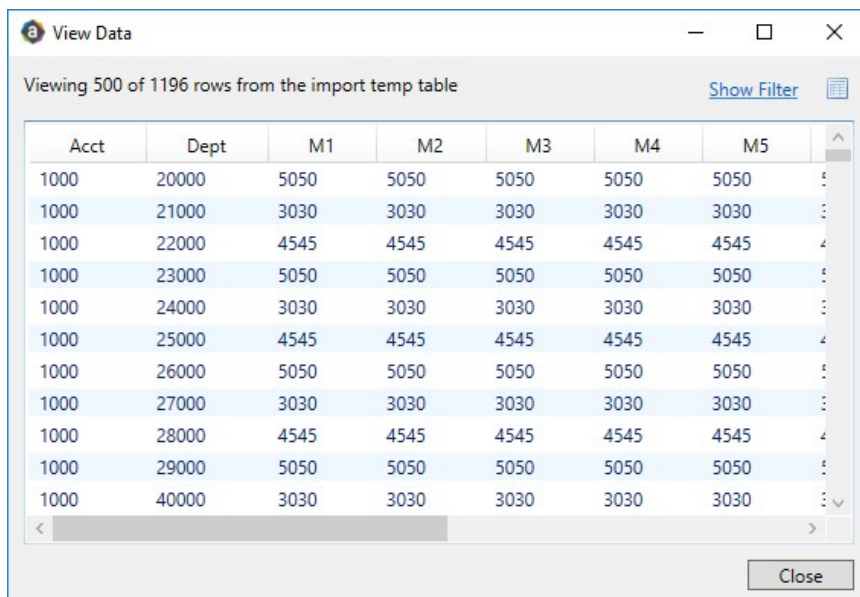 View Data
Viewing 500 of 1196 rows from the import temp table Show Filter
Acct Dept M1 M2 M3 M4 M5
1000 20000 5050 5050 5050 5050 5050
1000 21000 3030 3030 3030 3030 3030
1000 22000 4545 4545 4545 4545 4545
1000 23000 5050 5050 5050 5050 5050
1000 24000 3030 3030 3030 3030 3030
1000 25000 4545 4545 4545 4545 4545
1000 26000 5050 5050 5050 5050 5050
1000 27000 3030 3030 3030 3030 3030
1000 28000 4545 4545 4545 4545 4545
1000 29000 5050 5050 5050 5050 5050
1000 40000 3030 3030 3030 3030 3030
Close